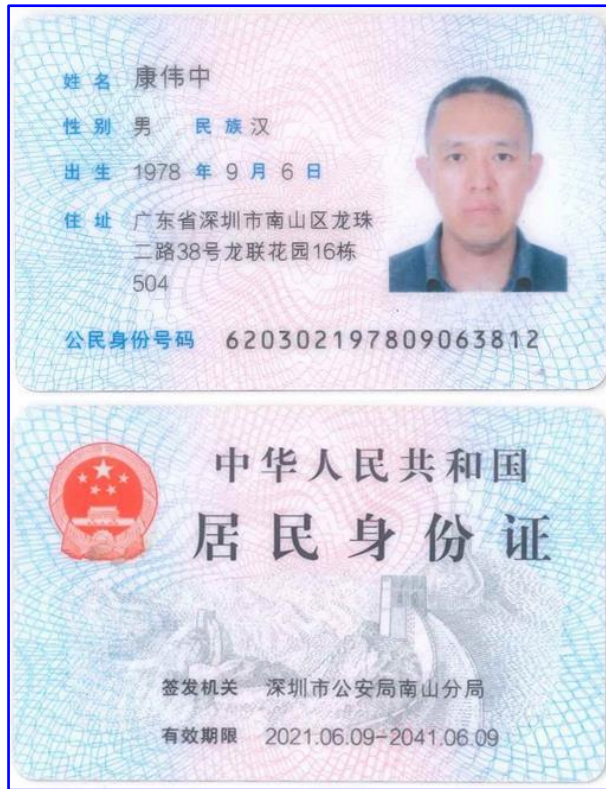 姓名 康伟中
性别 男 民族 汉
出生 1978 年 9 月 6 日
住址 广东省深圳市南山区龙珠
二路38号龙联花园16栋
504
公民身份号码 620302197809063812
中华人民共和国
居民身份证
签发机关 深圳市公安局南山分局
有效期限 2021.06.09-2041.06.09